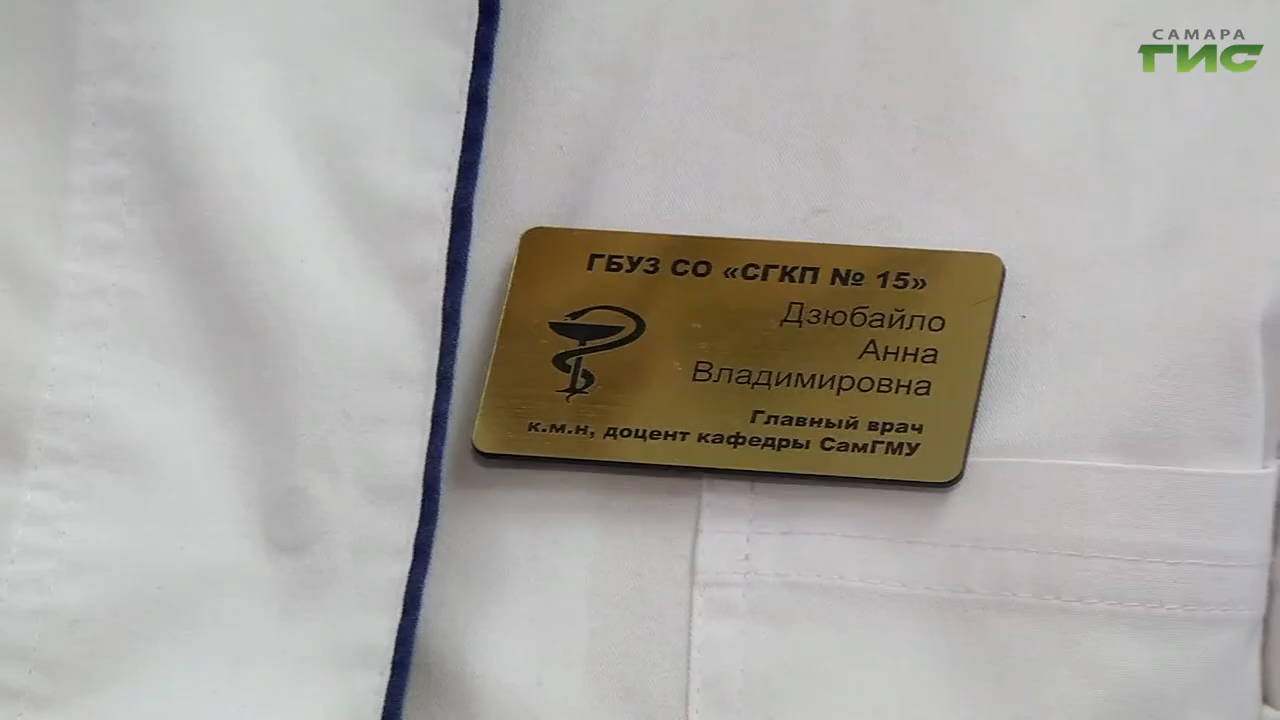 САМАРА
ГИС
ГБУЗ СО «СГКП № 15»
Дзюбайло
Анна
Владимировна
Главный врач
к.м.н, доцент кафедры СамГМУ